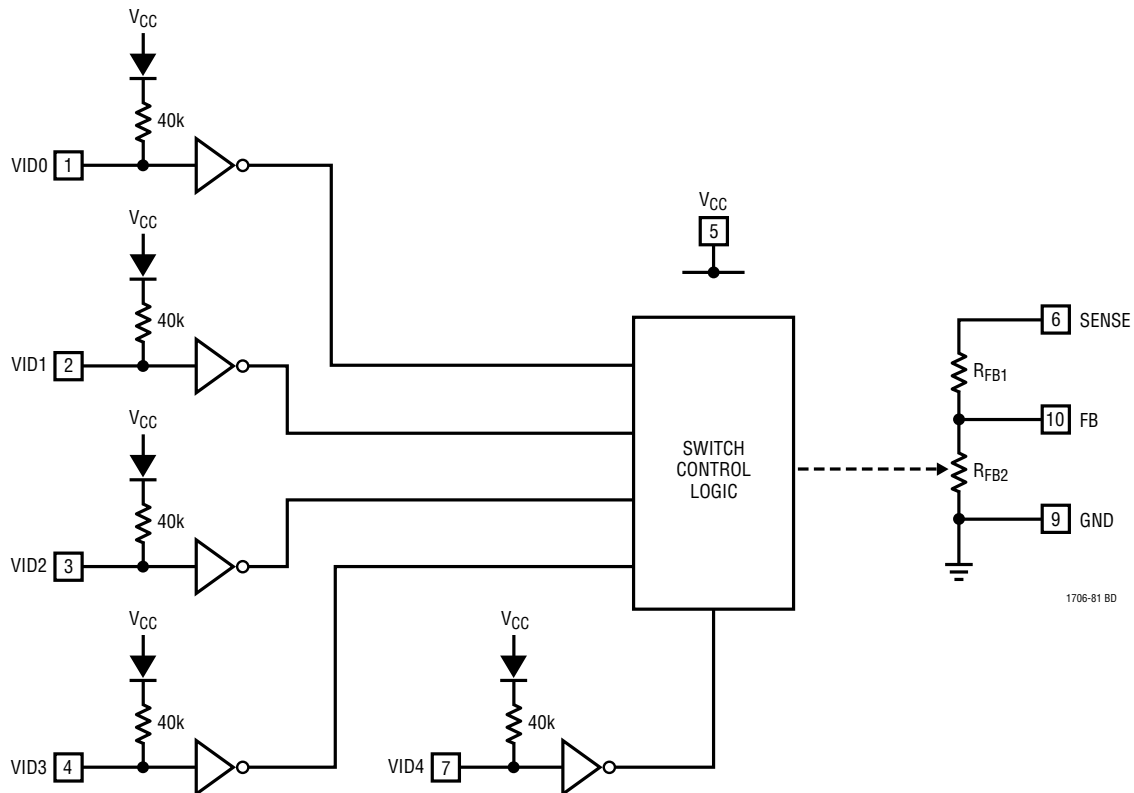 VCC
40k
VID0 1
VCC
5
VCC
40k
VID1 2
6 SENSE
RFB1
10 FB
VCC
SWITCH
CONTROL
LOGIC
RFB2
40k
9 GND
VID2 3
1706-81 BD
VCC
VCC
40k
40k
VID3 4
VID4 7